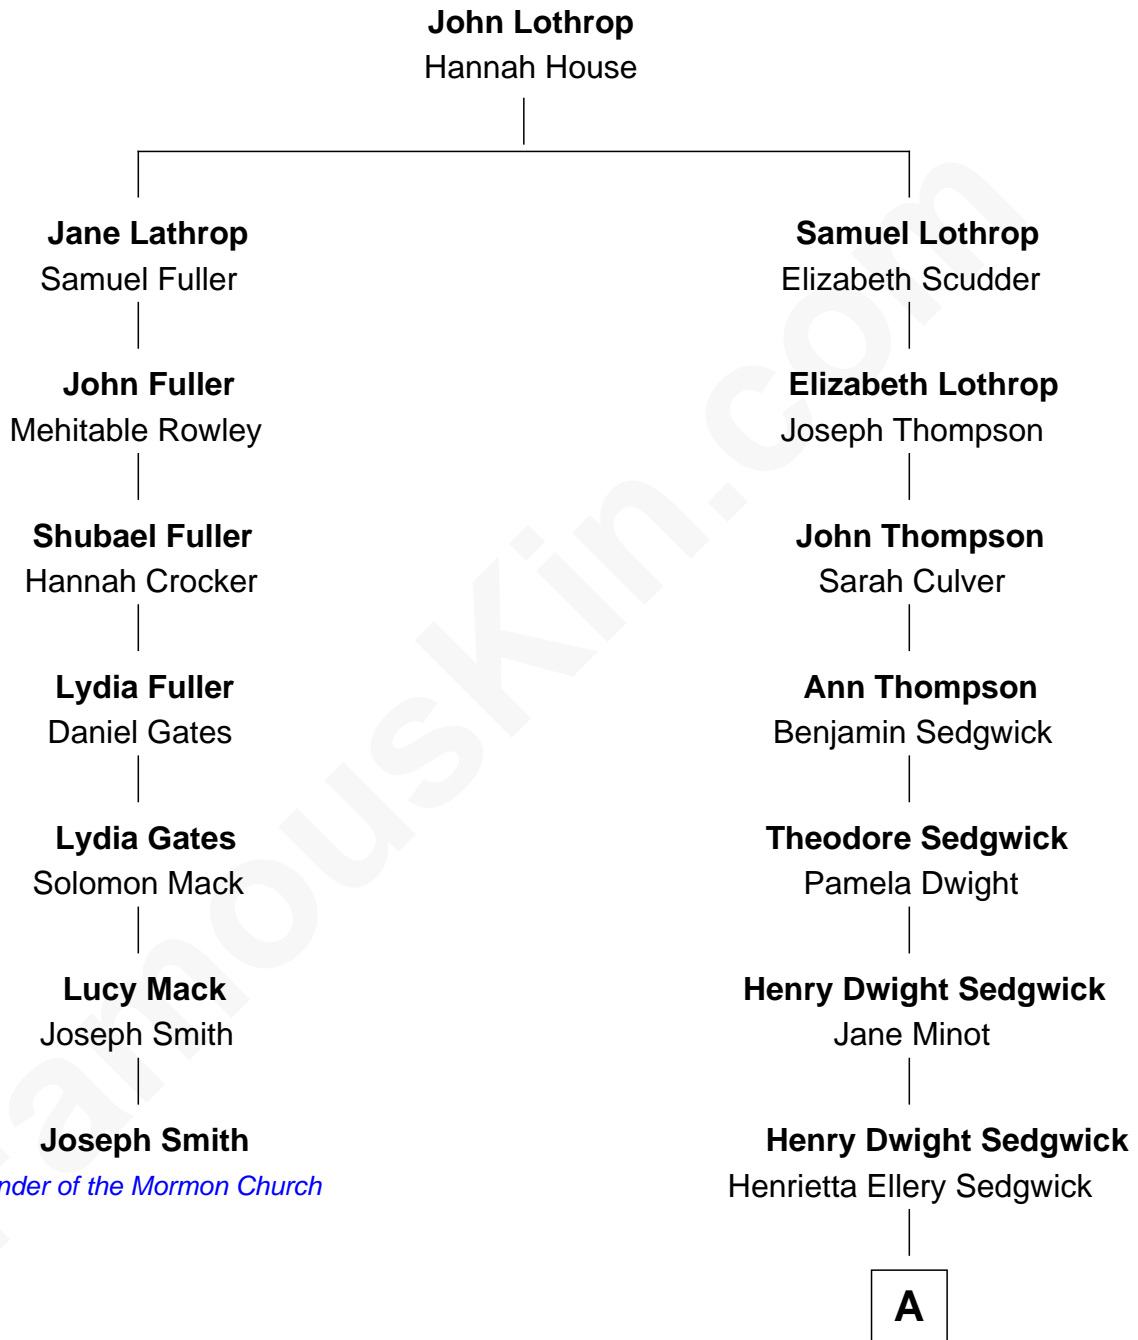 John Lothrop
Hannah House
Jane Lathrop
Samuel Fuller
John Fuller
Mehitable Rowley
Shubael Fuller
Hannah Crocker
Lydia Fuller
Daniel Gates
Lydia Gates
Solomon Mack
Lucy Mack
Joseph Smith
Joseph Smith
nder of the Mormon Church
Samuel Lothrop
Elizabeth Scudder
Elizabeth Lothrop
Joseph Thompson
John Thompson
Sarah Culver
Ann Thompson
Benjamin Sedgwick
Theodore Sedgwick
Pamela Dwight
Henry Dwight Sedgwick
Jane Minot
Henry Dwight Sedgwick
Henrietta Ellery Sedgwick
A
FamousKin.com